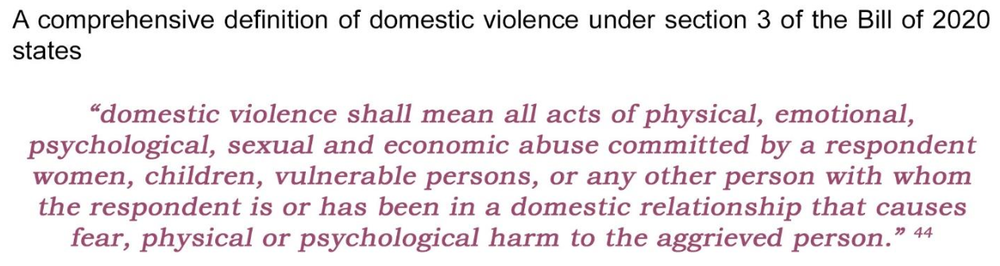 A comprehensive definition of domestic violence under section 3 of the Bill of 2020
states
“domestic violence shall mean all acts of physical, emotional,
psychological, sexual and economic abuse committed by a respondent
women, children, vulnerable persons, or any other person with whom
the respondent is or has been in a domestic relationship that causes
fear, physical or psychological harm to the aggrieved person.” 44